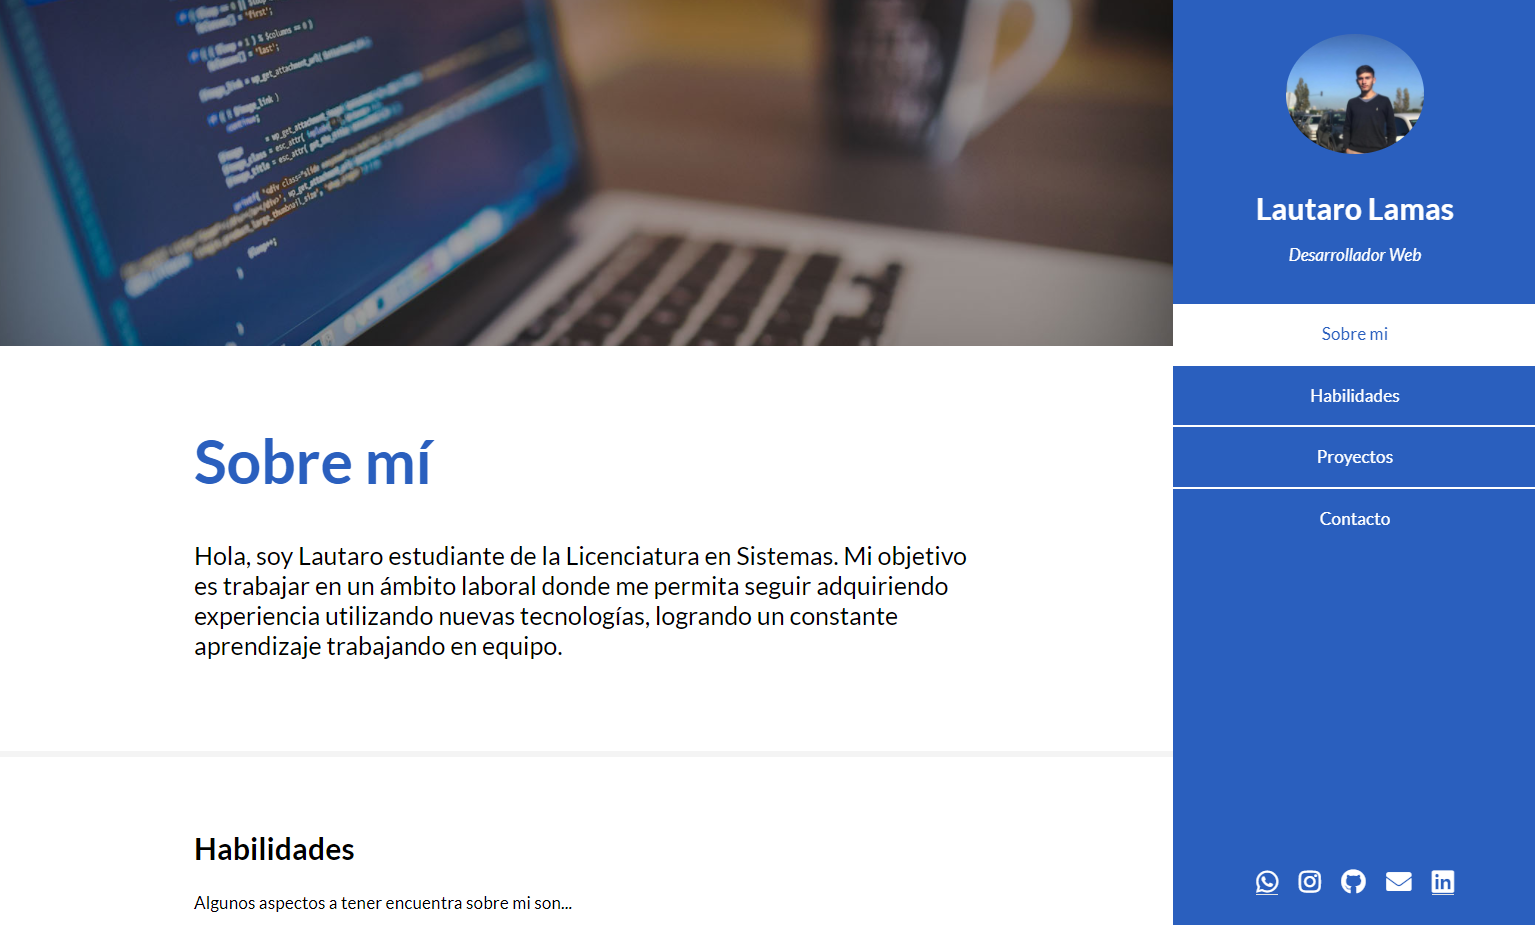 Lautaro Lamas
Desarrollador Web
Sobre mi
Habilidades
Proyectos
Contacto
Sobre mí
Hola, soy Lautaro estudiante de la Licenciatura en Sistemas. Mi objetivo
es trabajar en un ámbito laboral donde me permita seguir adquiriendo
experiencia utilizando nuevas tecnologías, logrando un constante
aprendizaje trabajando en equipo.
Habilidades
Algunos aspectos a tener encuentra sobre mi son...